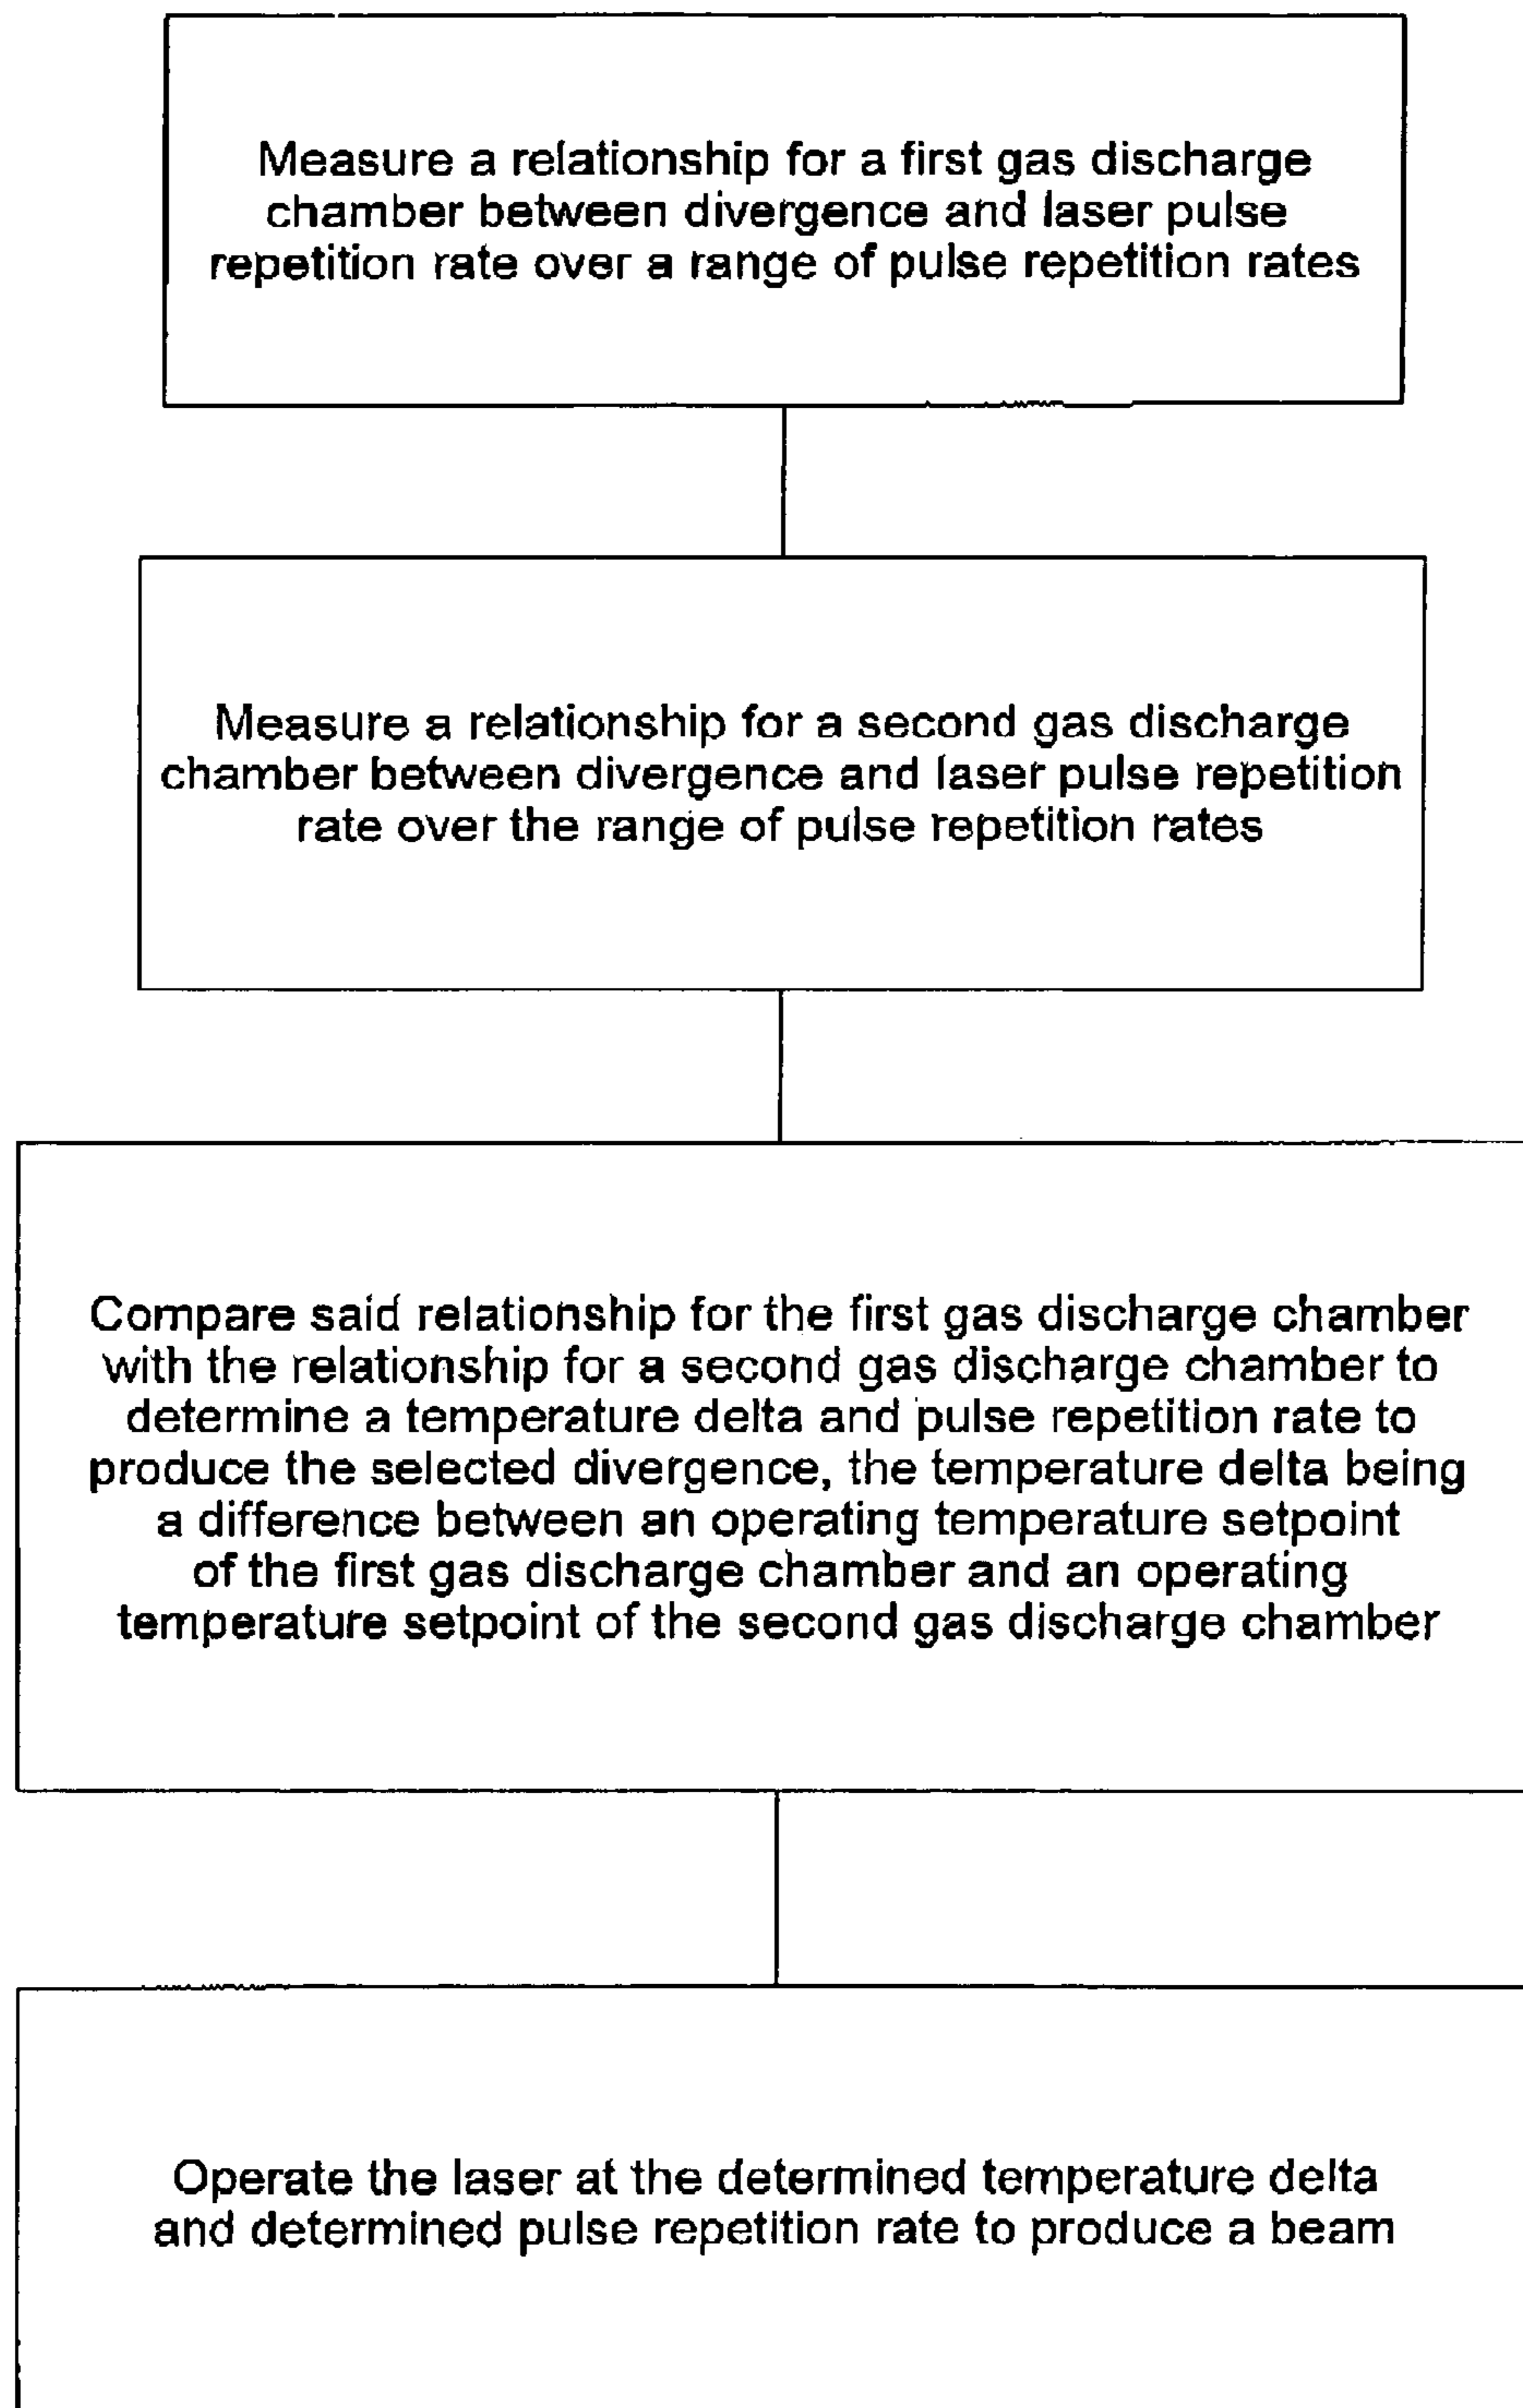 Measure a relationship for a first gas discharge
chamber between divergence and laser pulse
repetition rate over a range of pulse repetition rates
Measure a relationship for a second gas discharge
chamber between divergence and laser pulse repetition
rate over the range of pulse repetition rates
Compare said relationship for the first gas discharge chamber
with the relationship for a second gas discharge chamber to
determine a temperature delta and pulse repetition rate to
produce the selected divergence, the temperature delta being
a difference between an operating temperature setpoint
of the first gas discharge chamber and an operating
temperature setpoint of the second gas discharge chamber
Operate the laser at the determined temperature delta
and determined pulse repetition rate to produce a beam